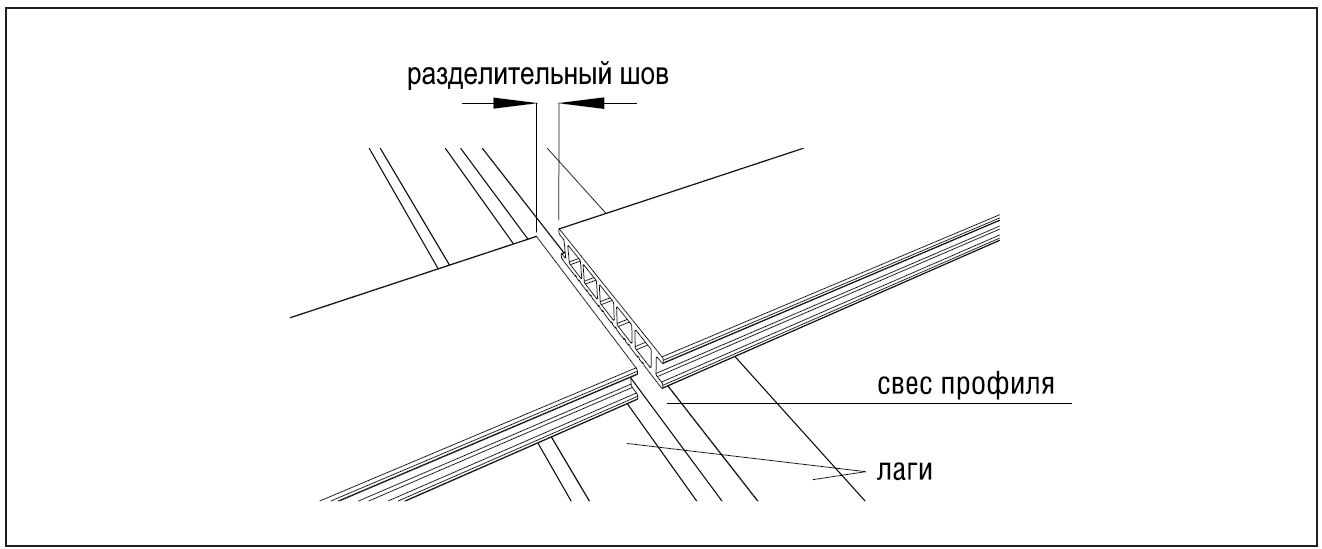 разделительный шов
свес профиля
лаги